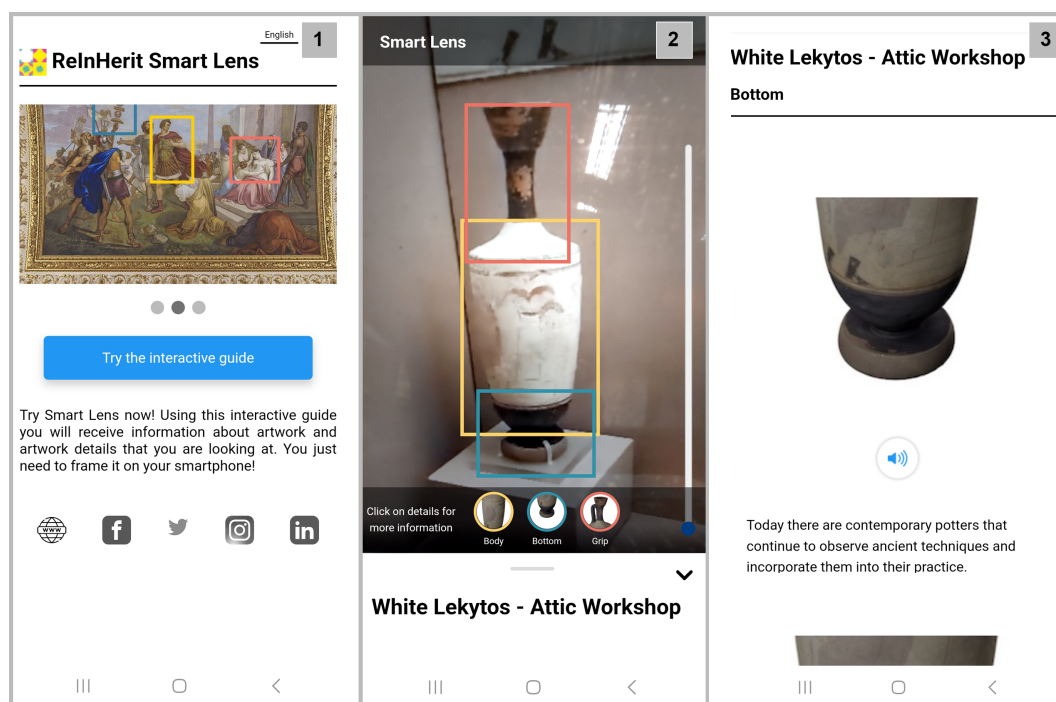 English
1
ReInHerit Smart Lens
Try the interactive guide
Try Smart Lens now! Using this interactive guide
you will receive information about artwork and
artwork details that you are looking at. You just
need to frame it on your smartphone!
WWW
f
in
Smart Lens
2
Click on details for
more information
Body
Bottom
Grip
White Lekytos - Attic Workshop
3
White Lekytos - Attic Workshop
Bottom
Today there are contemporary potters that
continue to observe ancient techniques and
incorporate them into their practice.